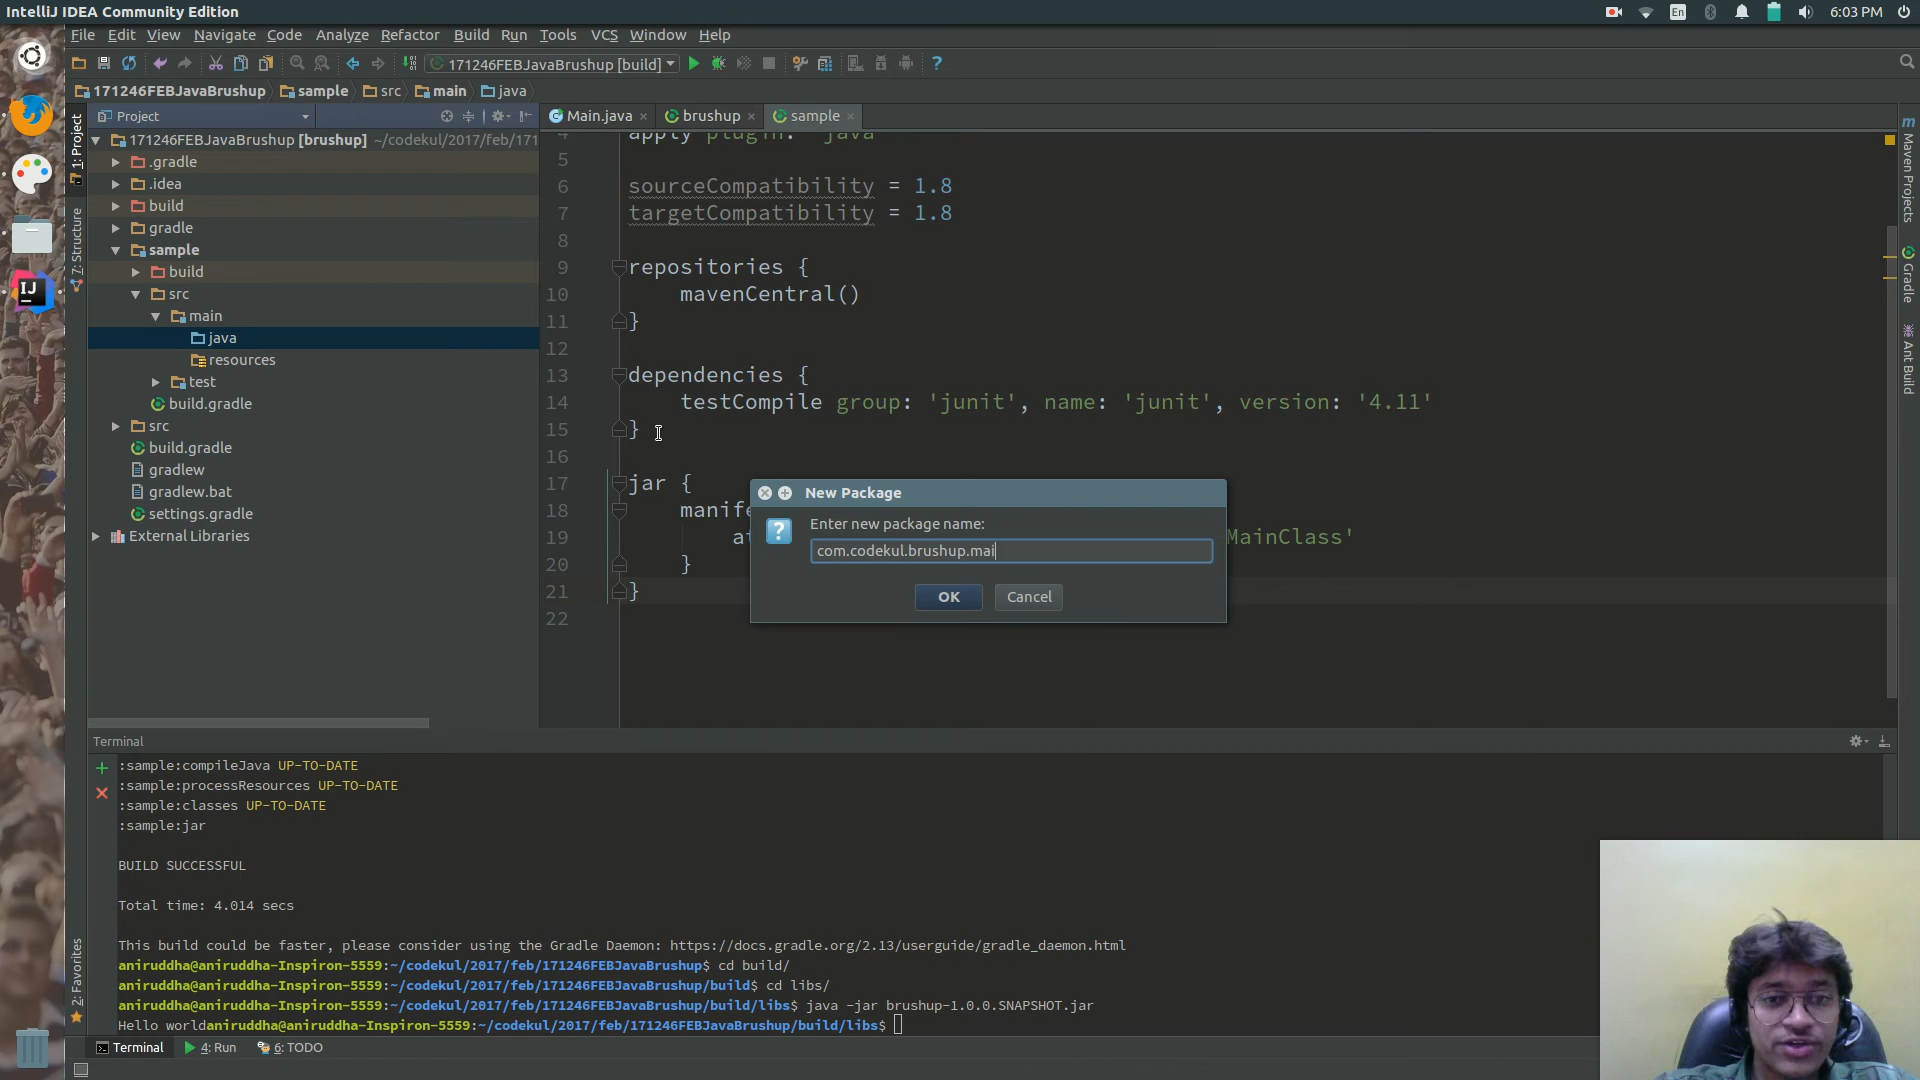 IntelliJ IDEA Community Edition
En
6:03 PM
File Edit View Navigate Code Analyze Refactor Build Run Tools VCS Window Help
171246FEBJavaBrushup [build]
171246FEBJavaBrushup sample src main java
Project
Main.java brushup sample
1: Project
7: Structure
2: Favorites
171246FEBJavaBrushup [brushup] ~/codekul/2017/feb/171
.gradle
.idea
build
gradle
sample
build
src
main
java
resources
test
build.gradle
src
build.gradle
gradlew
gradlew.bat
settings.gradle
External Libraries
4 apply plugin: 'java'
5
6 sourceCompatibility = 1.8
7 targetCompatibility = 1.8
8
9 repositories {
10 mavenCentral()
11 }
12
13 dependencies {
14 testCompile group: 'junit', name: 'junit', version: '4.11'
15 }
16
17 jar {
18 manife
19 at MainClass'
20 }
21 }
22
New Package
Enter new package name:
com.codekul.brushup.mai
OK Cancel
Maven Projects
Gradle
Ant Build
Terminal
:sample:compileJava UP-TO-DATE
:sample:processResources UP-TO-DATE
:sample:classes UP-TO-DATE
:sample:jar
BUILD SUCCESSFUL
Total time: 4.014 secs
This build could be faster, please consider using the Gradle Daemon: https://docs.gradle.org/2.13/userguide/gradle_daemon.html
aniruddha@aniruddha-Inspiron-5559:~/codekul/2017/feb/171246FEBJavaBrushup$ cd build/
aniruddha@aniruddha-Inspiron-5559:~/codekul/2017/feb/171246FEBJavaBrushup/build$ cd libs/
aniruddha@aniruddha-Inspiron-5559:~/codekul/2017/feb/171246FEBJavaBrushup/build/libs$ java -jar brushup-1.0.0.SNAPSHOT.jar
Hello worldaniruddha@aniruddha-Inspiron-5559:~/codekul/2017/feb/171246FEBJavaBrushup/build/libs$
Terminal 4: Run 6: TODO